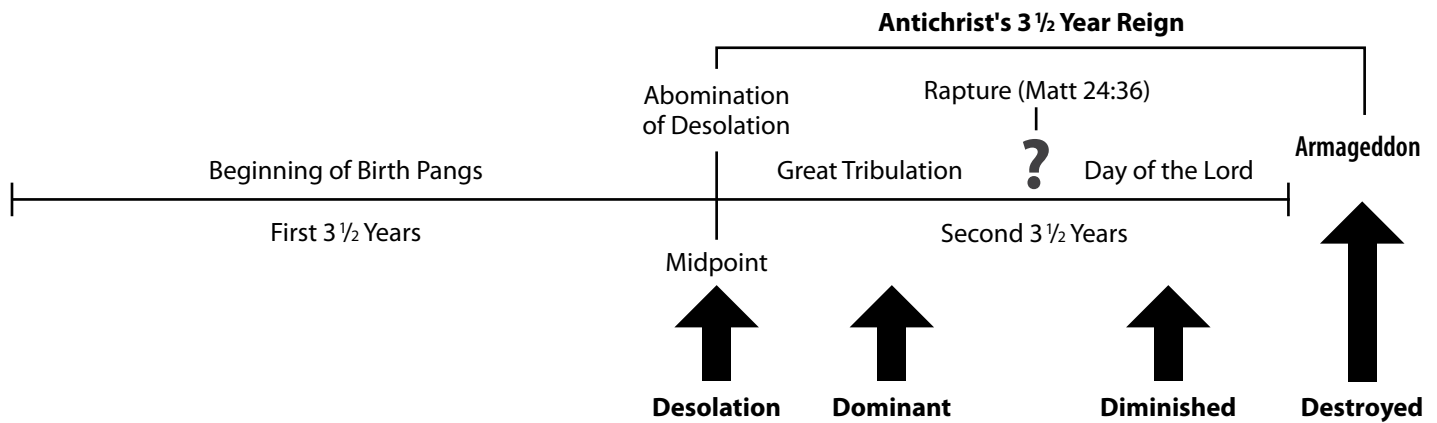 Antichrist's 3 ½ Year Reign
Abomination
of Desolation
Rapture (Matt 24:36)
?
Armageddon
Beginning of Birth Pangs
Great Tribulation
Day of the Lord
First 3 ½ Years
Second 3 ½ Years
Midpoint
Desolation
Dominant
Diminished
Destroyed